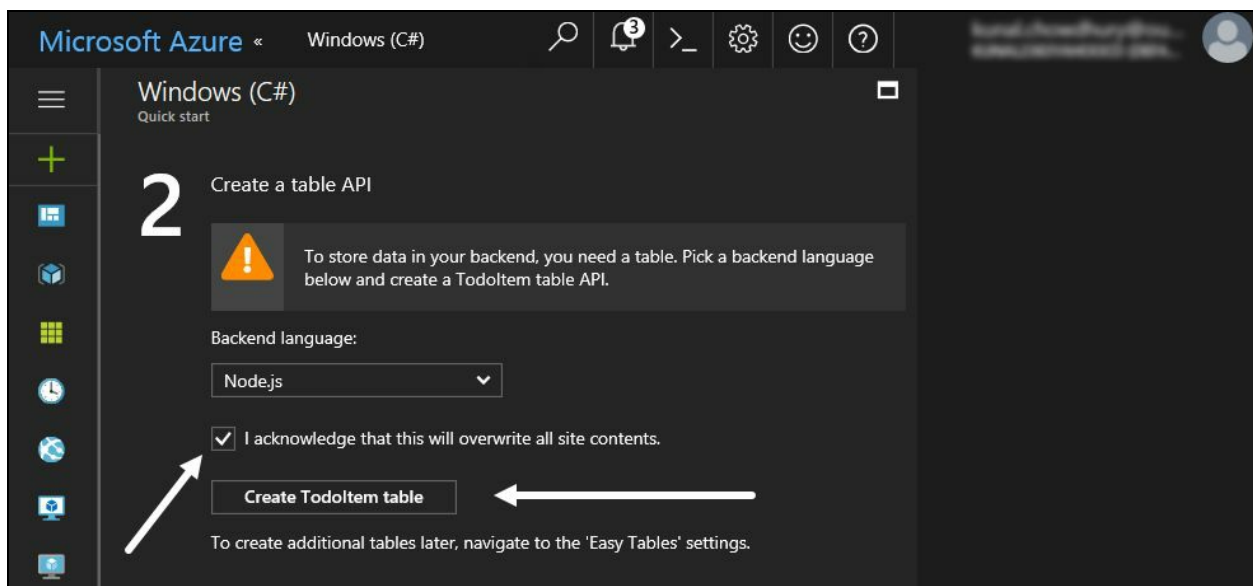 Microsoft Azure « Windows (C#) 3 >_ ?
Windows (C#)
Quick start
2 Create a table API
To store data in your backend, you need a table. Pick a backend language
below and create a TodoItem table API.
Backend language:
Node.js
I acknowledge that this will overwrite all site contents.
Create TodoItem table
To create additional tables later, navigate to the 'Easy Tables' settings.